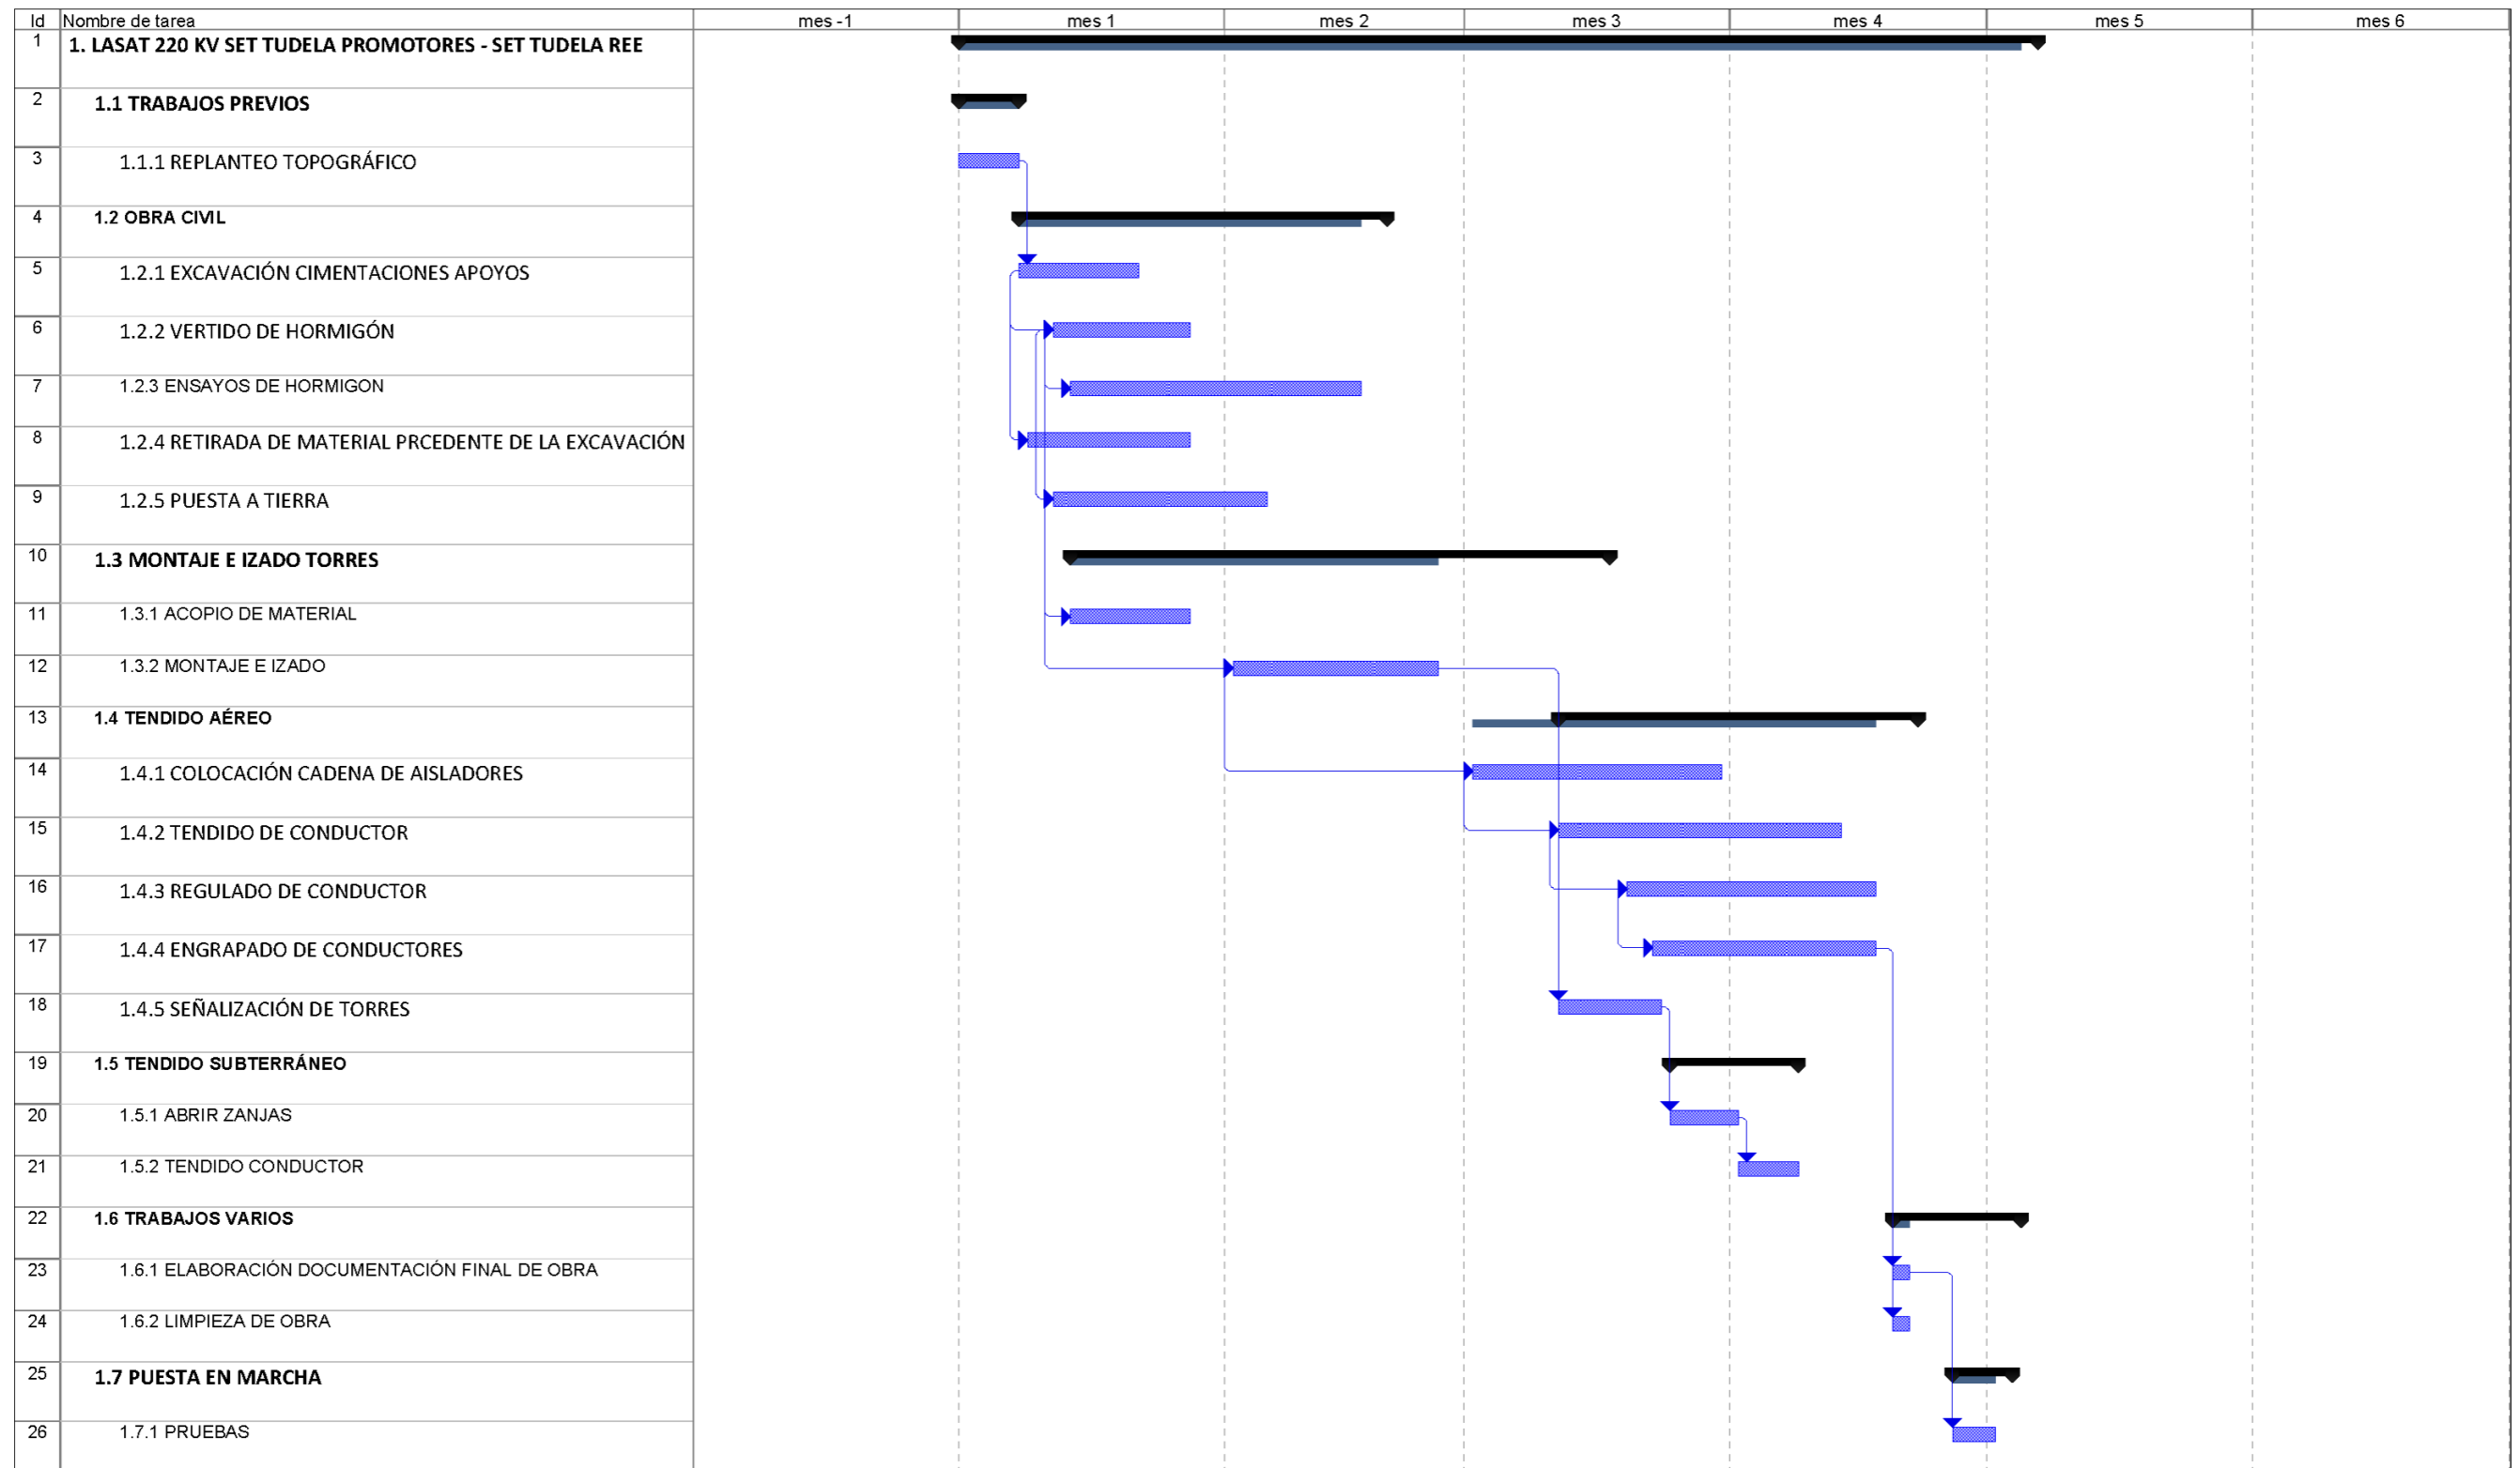 Id Nombre de tarea mes -1 mes 1 mes 2 mes 3 mes 4 mes 5 mes 6
1 1. LASAT 220 KV SET TUDELA PROMOTORES - SET TUDELA REE
2 1.1 TRABAJOS PREVIOS
3 1.1.1 REPLANTEO TOPOGRÁFICO
4 1.2 OBRA CIVIL
5 1.2.1 EXCAVACIÓN CIMENTACIONES APOYOS
6 1.2.2 VERTIDO DE HORMIGÓN
7 1.2.3 ENSAYOS DE HORMIGON
8 1.2.4 RETIRADA DE MATERIAL PRCEDENTE DE LA EXCAVACIÓN
9 1.2.5 PUESTA A TIERRA
10 1.3 MONTAJE E IZADO TORRES
11 1.3.1 ACOPIO DE MATERIAL
12 1.3.2 MONTAJE E IZADO
13 1.4 TENDIDO AÉREO
14 1.4.1 COLOCACIÓN CADENA DE AISLADORES
15 1.4.2 TENDIDO DE CONDUCTOR
16 1.4.3 REGULADO DE CONDUCTOR
17 1.4.4 ENGRAPADO DE CONDUCTORES
18 1.4.5 SEÑALIZACIÓN DE TORRES
19 1.5 TENDIDO SUBTERRÁNEO
20 1.5.1 ABRIR ZANJAS
21 1.5.2 TENDIDO CONDUCTOR
22 1.6 TRABAJOS VARIOS
23 1.6.1 ELABORACIÓN DOCUMENTACIÓN FINAL DE OBRA
24 1.6.2 LIMPIEZA DE OBRA
25 1.7 PUESTA EN MARCHA
26 1.7.1 PRUEBAS